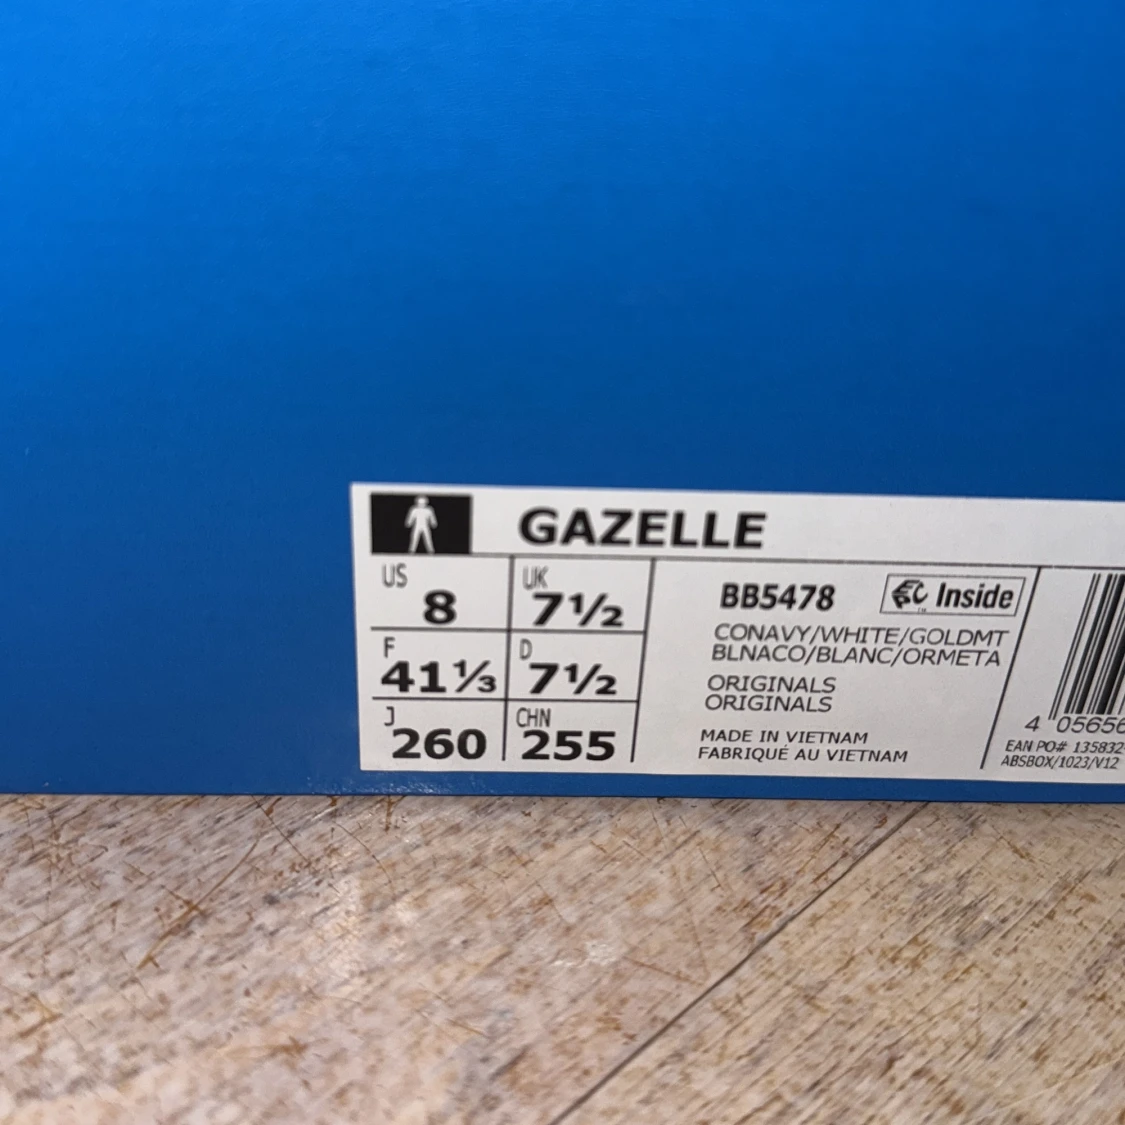 GAZELLE
US 8 UK 7½
F 41⅓ D 7½
J 260 CHN 255
BB5478 Inside
CONAVY/WHITE/GOLDMT
BLNACO/BLANC/ORMETA
ORIGINALS
ORIGINALS
MADE IN VIETNAM
FABRIQUÉ AU VIETNAM
4 05656
EAN PO# 135832
ABSBOX/1023/V12